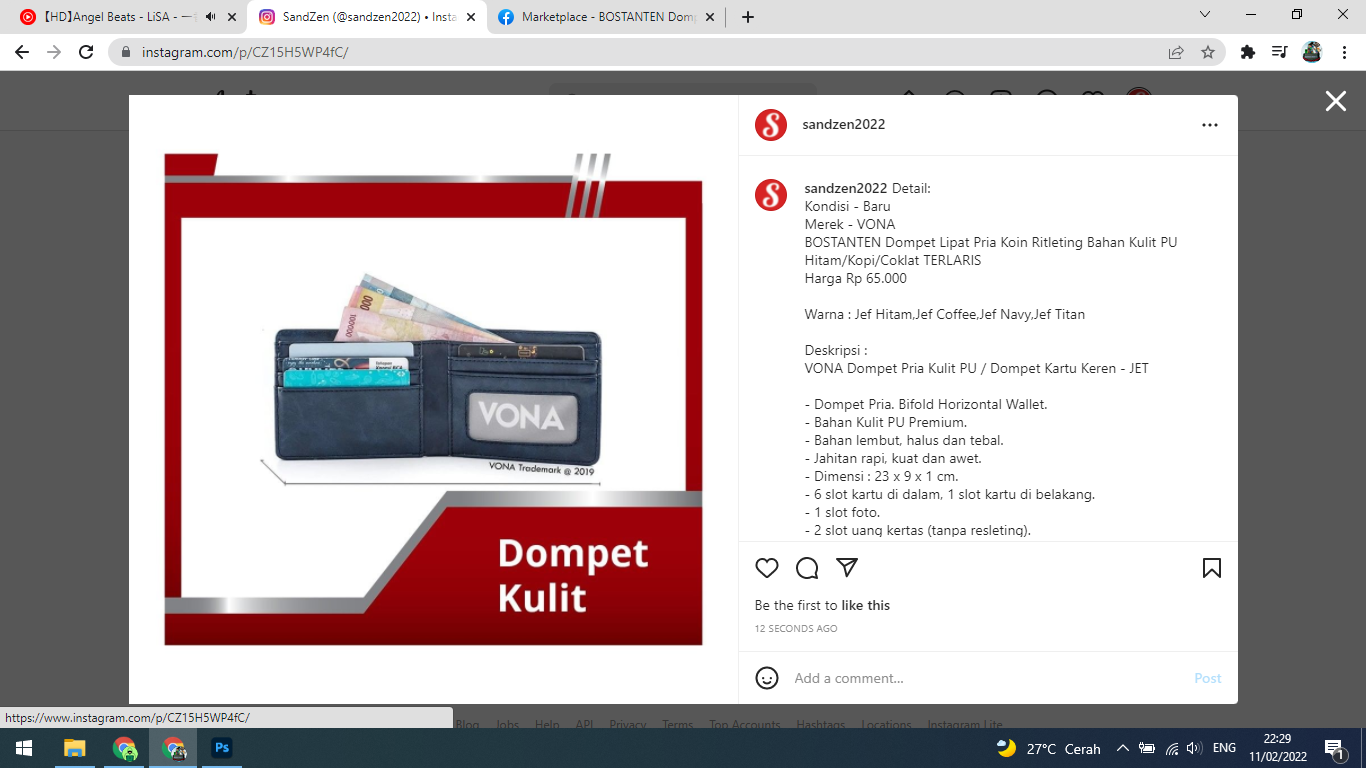 【HD】Angel Beats - LiSA - 一
SandZen (@sandzen2022) • Insta
Marketplace - BOSTANTEN Dom
instagram.com/p/CZ15H5WP4fC/
sandzen2022
sandzen2022 Detail:
Kondisi - Baru
Merek - VONA
BOSTANTEN Dompet Lipat Pria Koin Ritleting Bahan Kulit PU
Hitam/Kopi/Coklat TERLARIS
Harga Rp 65.000
Warna : Jef Hitam,Jef Coffee,Jef Navy,Jef Titan
Deskripsi :
VONA Dompet Pria Kulit PU / Dompet Kartu Keren - JET
- Dompet Pria. Bifold Horizontal Wallet.
- Bahan Kulit PU Premium.
- Bahan lembut, halus dan tebal.
- Jahitan rapi, kuat dan awet.
- Dimensi : 23 x 9 x 1 cm.
- 6 slot kartu di dalam, 1 slot kartu di belakang.
- 1 slot foto.
- 2 slot uang kertas (tanpa resleting).
100000
VONA
VONA Trademark @ 2019
Dompet
Kulit
Be the first to like this
12 SECONDS AGO
Add a comment...
Post
https://www.instagram.com/p/CZ15H5WP4fC/
Blog Jobs Help API Privacy Terms Top Accounts Hashtags Locations Instagram Lite
Ps
27°C Cerah
ENG
22:29
11/02/2022
1